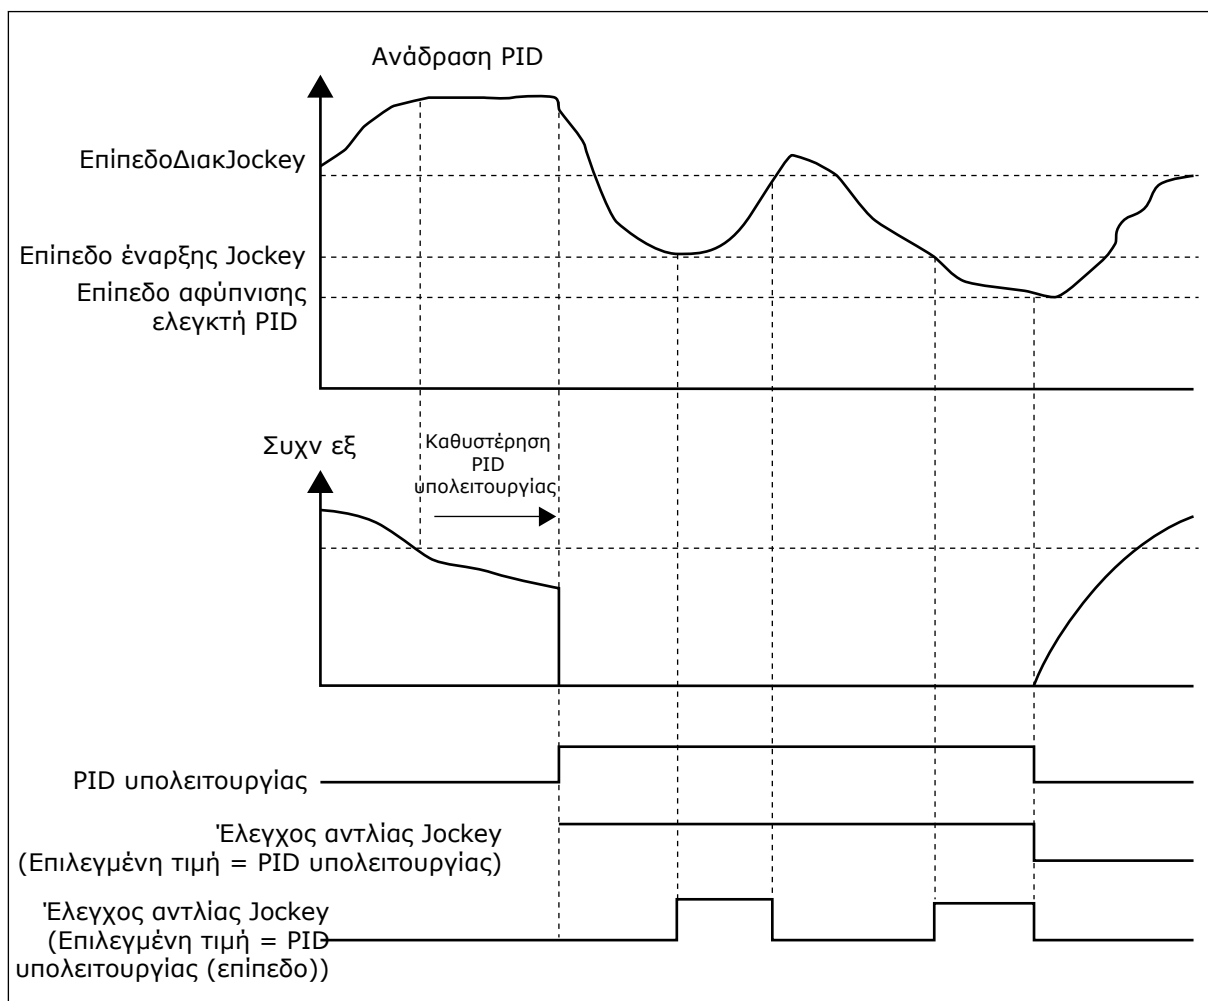 Ανάδραση PID
ΕπίπεδοΔιακJockey
Επίπεδο έναρξης Jockey
Επίπεδο αφύπνισης
ελεγκτή PID
Συχν εξ
Καθυστέρηση
PID
υπολειτουργίας
PID υπολειτουργίας
Έλεγχος αντλίας Jockey
(Επιλεγμένη τιμή = PID υπολειτουργίας)
Έλεγχος αντλίας Jockey
(Επιλεγμένη τιμή = PID
υπολειτουργίας (επίπεδο))